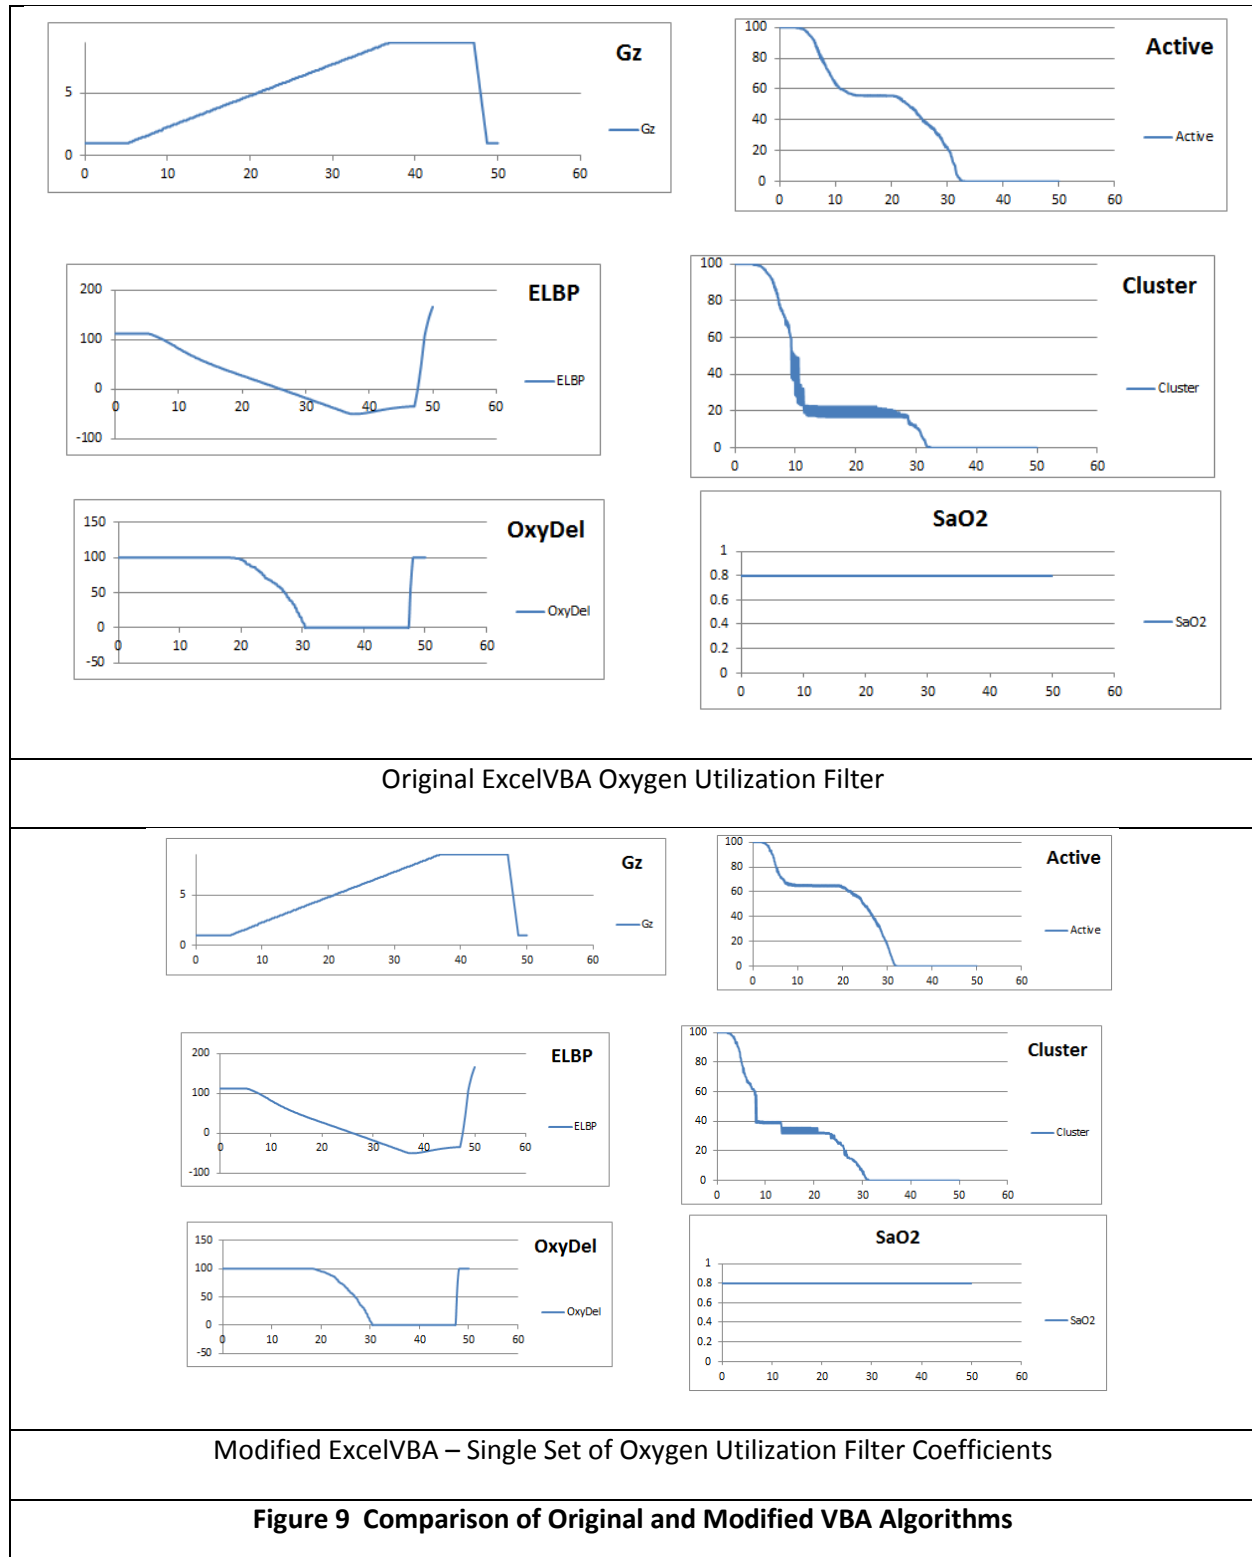 Gz
5
0
0 10 20 30 40 50 60
Gz
Active
100
80
60
40
20
0
0 10 20 30 40 50 60
Active
ELBP
200
100
0
-100
0 10 20 30 40 50 60
ELBP
Cluster
100
80
60
40
20
0
0 10 20 30 40 50 60
Cluster
OxyDel
150
100
50
0
-50
0 10 20 30 40 50 60
OxyDel
SaO2
1
0.8
0.6
0.4
0.2
0
0 10 20 30 40 50 60
SaO2
Original ExcelVBA Oxygen Utilization Filter
Gz
5
0
0 10 20 30 40 50 60
Gz
Active
100
80
60
40
20
0
0 10 20 30 40 50 60
Active
ELBP
200
100
0
-100
0 10 20 30 40 50 60
ELBP
Cluster
100
80
60
40
20
0
0 10 20 30 40 50 60
Cluster
OxyDel
150
100
50
0
-50
0 10 20 30 40 50 60
OxyDel
SaO2
1
0.8
0.6
0.4
0.2
0
0 10 20 30 40 50 60
SaO2
Modified ExcelVBA – Single Set of Oxygen Utilization Filter Coefficients
Figure 9 Comparison of Original and Modified VBA Algorithms